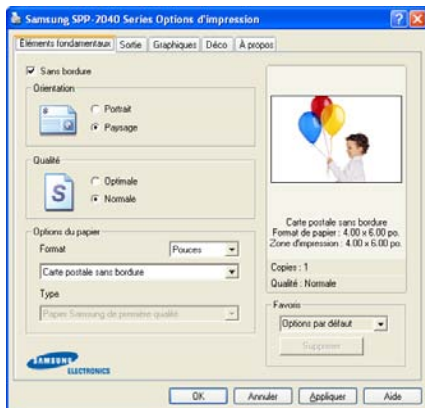 Samsung SPP-2040 Series Options d'impression
Eléments fondamentaux Sortie Graphiques Déco À propos
Sans bordure
Orientation
Portrait
Paysage
Qualité
S
Optimale
Normale
Options du papier
Format Pouces
Carte postale sans bordure
Type
Papier Samsung de première qualité
SAMSUNG
ELECTRONICS
Carte postale sans bordure
Format de papier : 4.00 x 6.00 po.
Zone d'impression : 4.00 x 6.00 po.
Copies : 1
Qualité : Normale
Favoris
Options par défaut
Supprimer
OK Annuler Appliquer Aide